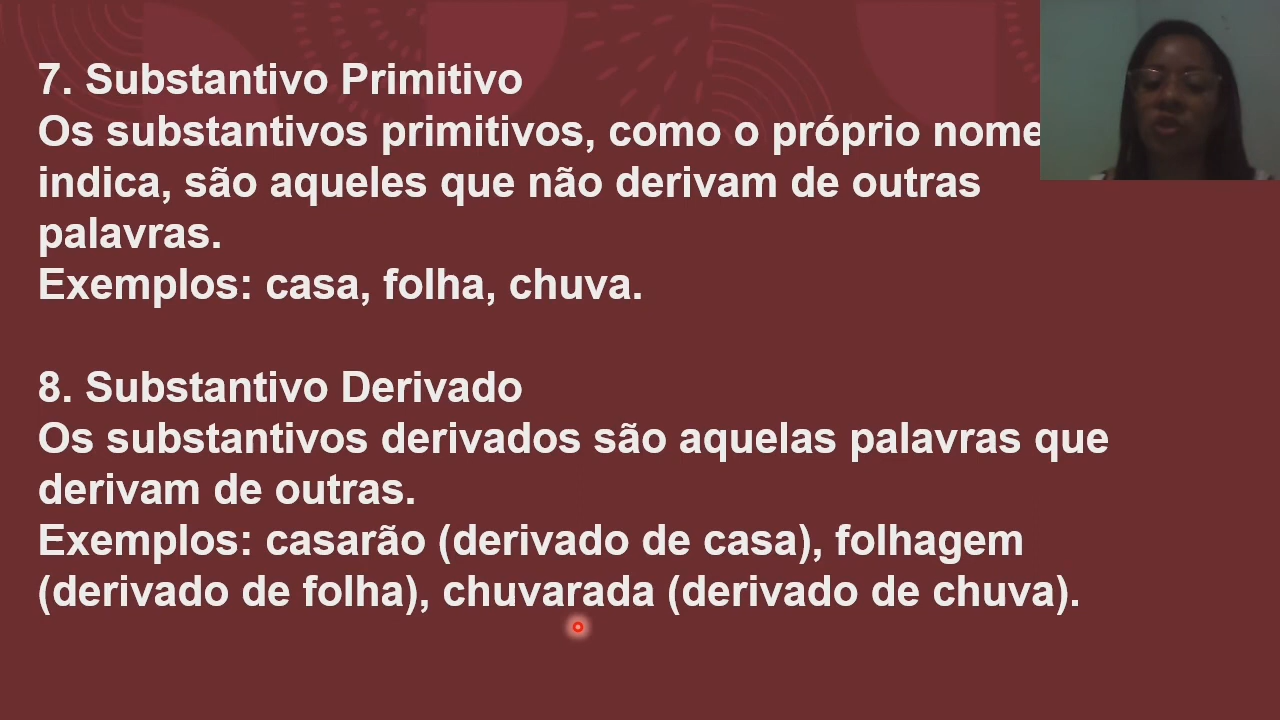 7. Substantivo Primitivo
Os substantivos primitivos, como o próprio nome
indica, são aqueles que não derivam de outras
palavras.
Exemplos: casa, folha, chuva.
8. Substantivo Derivado
Os substantivos derivados são aquelas palavras que
derivam de outras.
Exemplos: casarão (derivado de casa), folhagem
(derivado de folha), chuvarada (derivado de chuva).